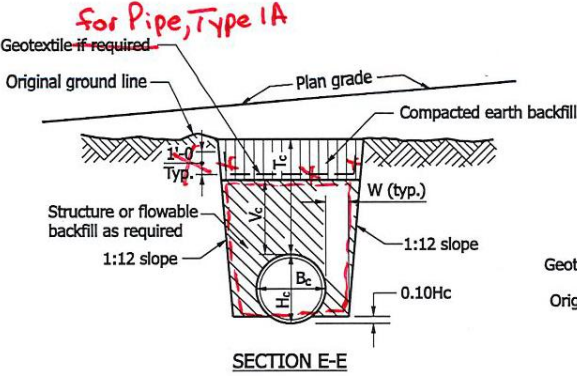 for Pipe, Type 1A
Geotextile if required
Original ground line
Plan grade
Compacted earth backfill
1'-0
Typ.
Tc
W (typ.)
Vc
Structure or flowable
backfill as required
1:12 slope
1:12 slope
Bc
Hc
0.10Hc
Geot
Orig
SECTION E-E